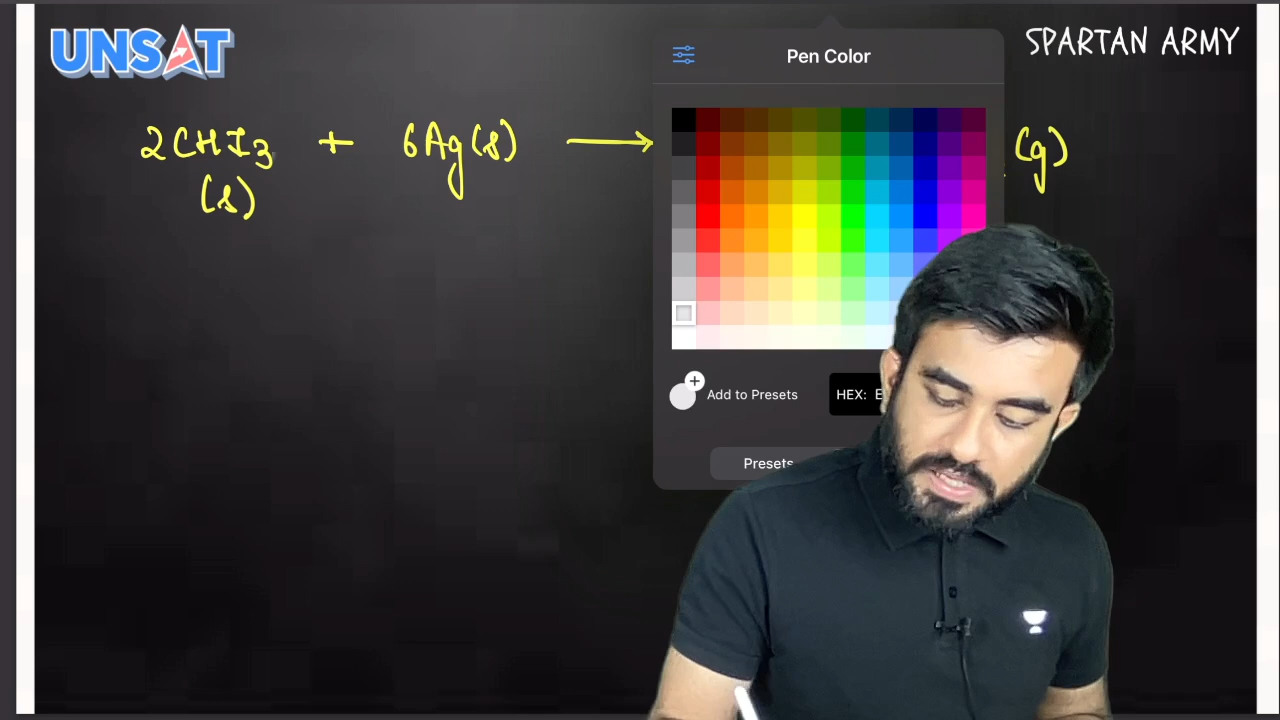 UNSAT
SPARTAN ARMY
Pen Color
2CHI3 + 6Ag(s) ⟶ (g)
(s)
Add to Presets
HEX: E
Presets